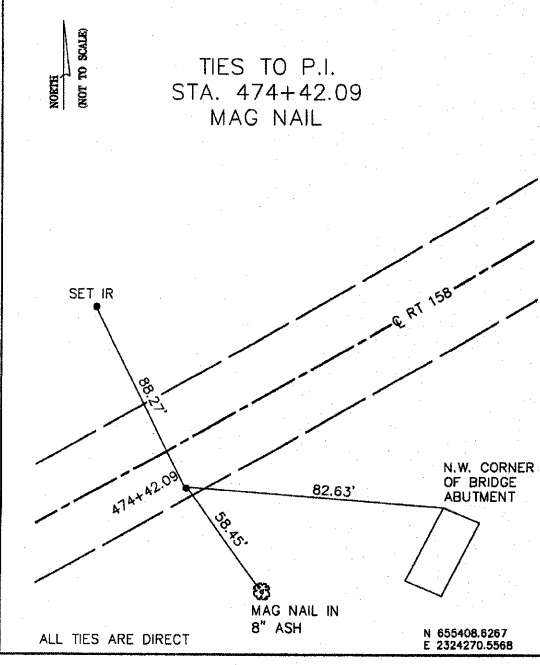 NORTH
(NOT TO SCALE)
TIES TO P.I.
STA. 474+42.09
MAG NAIL
SET IR
℄ RT 158
88.27'
474+42.09
82.63'
N.W. CORNER
OF BRIDGE
ABUTMENT
58.45'
MAG NAIL IN
8" ASH
ALL TIES ARE DIRECT
N 655408.6267
E 2324270.5568